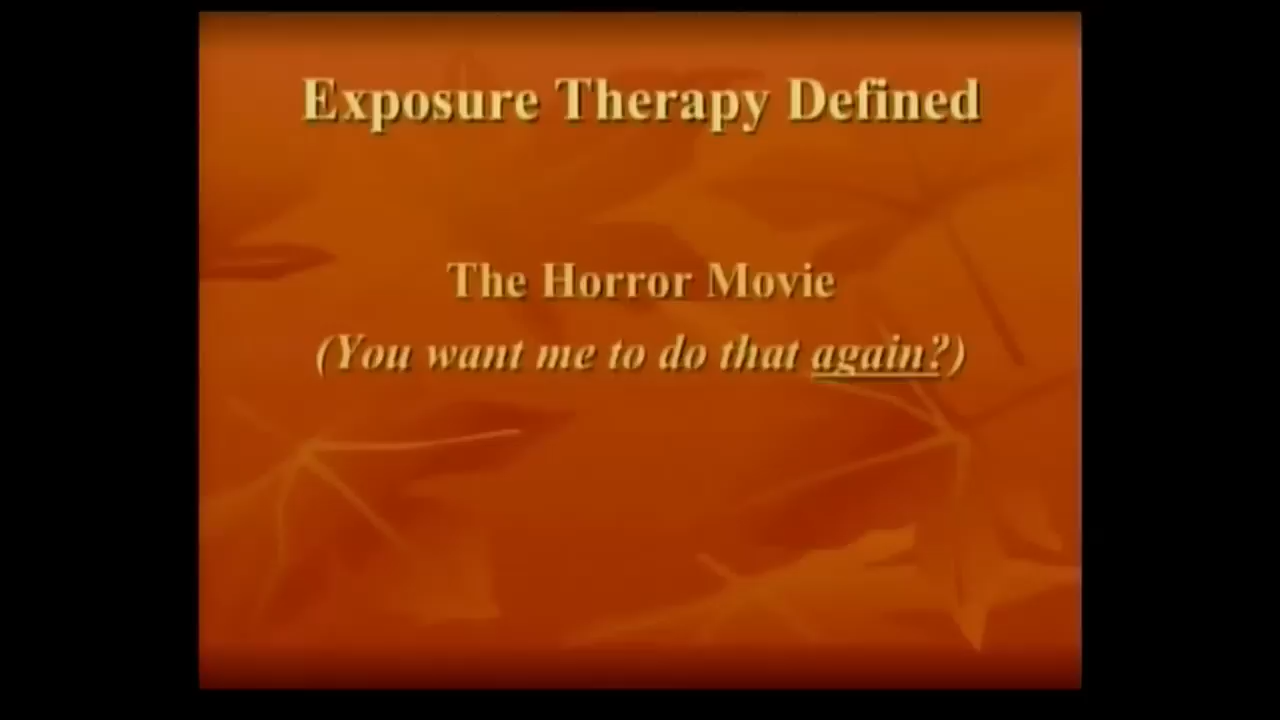 Exposure Therapy Defined
The Horror Movie
(You want me to do that again?)